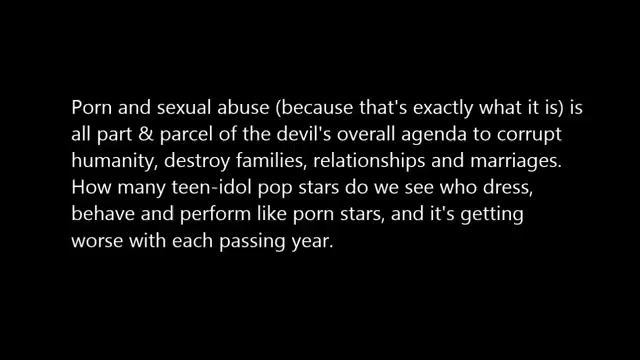 Porn and sexual abuse (because that's exactly what it is) is
all part & parcel of the devil's overall agenda to corrupt
humanity, destroy families, relationships and marriages.
How many teen-idol pop stars do we see who dress,
behave and perform like porn stars, and it's getting
worse with each passing year.